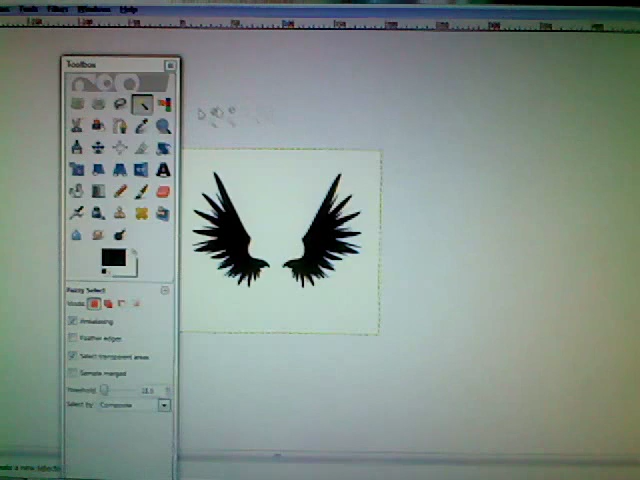 Tools Filters Windows Help
Toolbox
Fuzzy Select
Mode:
Antialiasing
Feather edges
Select transparent areas
Sample merged
Threshold:
Select by: Composite